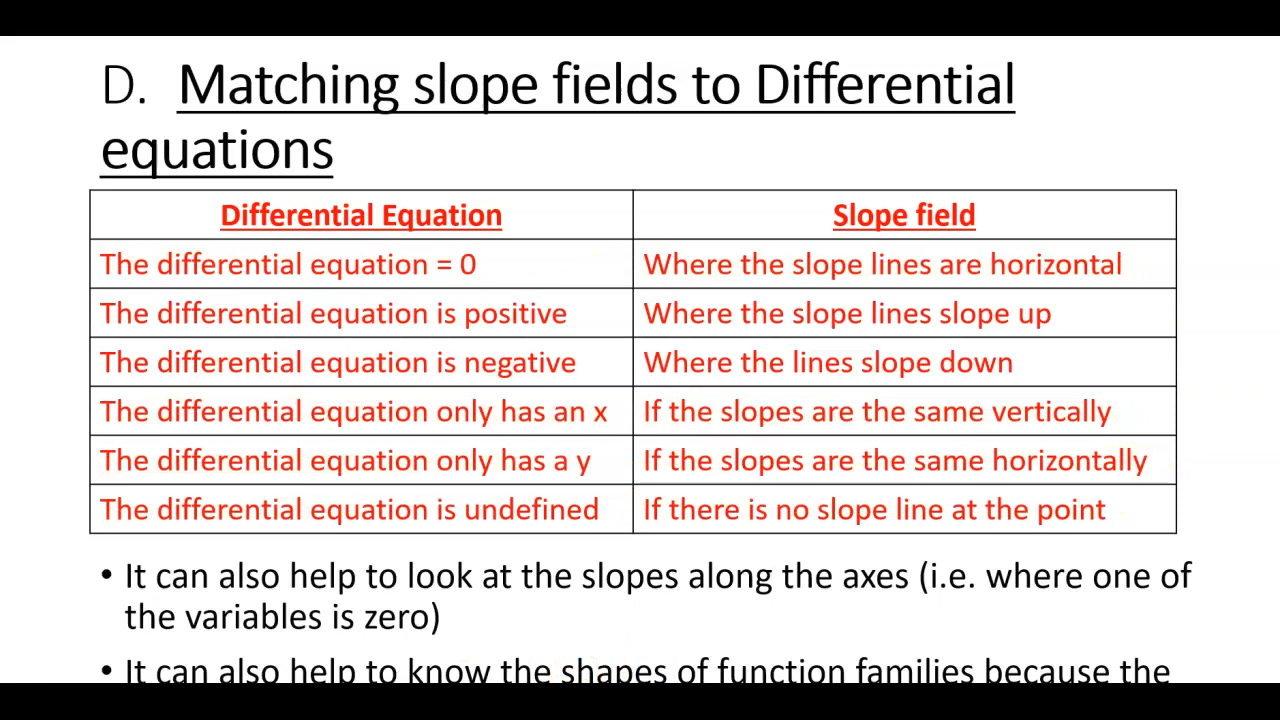 D. Matching slope fields to Differential
equations
Differential Equation Slope field
The differential equation = 0 Where the slope lines are horizontal
The differential equation is positive Where the slope lines slope up
The differential equation is negative Where the lines slope down
The differential equation only has an x If the slopes are the same vertically
The differential equation only has a y If the slopes are the same horizontally
The differential equation is undefined If there is no slope line at the point
• It can also help to look at the slopes along the axes (i.e. where one of
the variables is zero)
• It can also help to know the shapes of function families because the